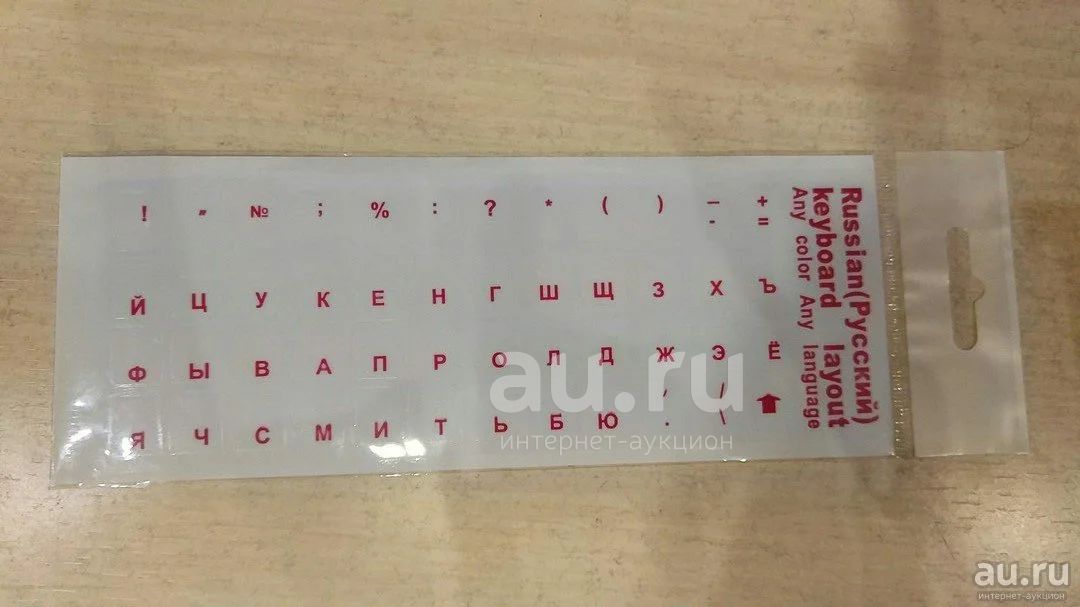 ! " № ; % : ? * ( ) _ +
- =
Й Ц У К Е Н Г Ш Щ З Х Ъ
Ф Ы В А П Р О Л Д Ж Э Ё
, /
Я Ч С М И Т Ь Б Ю . \
Russian(Русский)
keyboard layout
Any color Any language
au.ru
интернет-аукцион
au.ru
интернет-аукцион